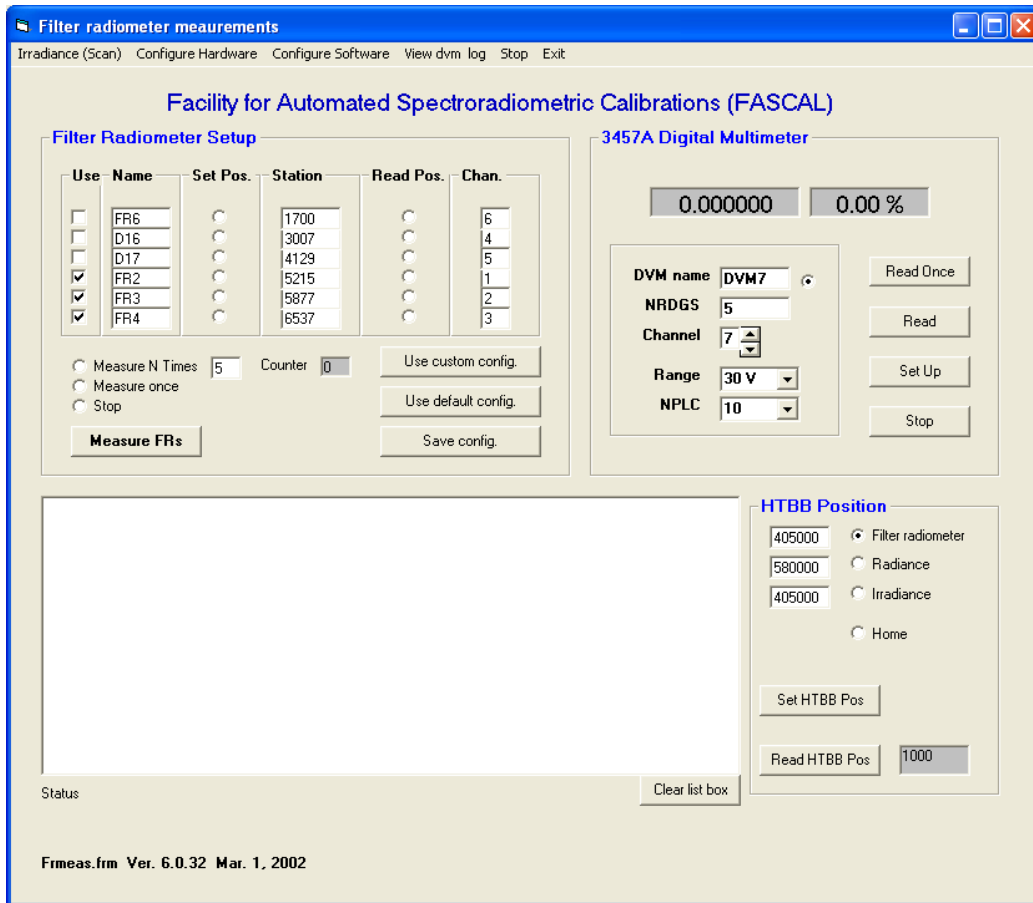 Filter radiometer meaurements
Irradiance (Scan) Configure Hardware Configure Software View dvm log Stop Exit
Facility for Automated Spectroradiometric Calibrations (FASCAL)
Filter Radiometer Setup
Use Name Set Pos. Station Read Pos. Chan.
FR6 1700 6
D16 3007 4
D17 4129 5
FR2 5215 1
FR3 5877 2
FR4 6537 3
Measure N Times 5 Counter 0
Measure once
Stop
Measure FRs
Use custom config.
Use default config.
Save config.
3457A Digital Multimeter
0.000000 0.00 %
DVM name DVM7
NRDGS 5
Channel 7
Range 30 V
NPLC 10
Read Once
Read
Set Up
Stop
HTBB Position
405000 Filter radiometer
580000 Radiance
405000 Irradiance
Home
Set HTBB Pos
Read HTBB Pos 1000
Status
Clear list box
Frmeas.frm Ver. 6.0.32 Mar. 1, 2002